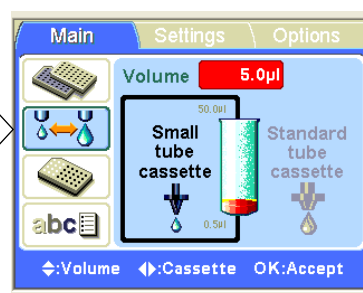 Main Settings Options
Volume 5.0µl
50.0µl
Small tube cassette
Standard tube cassette
0.5µl
abc
:Volume :Cassette OK:Accept